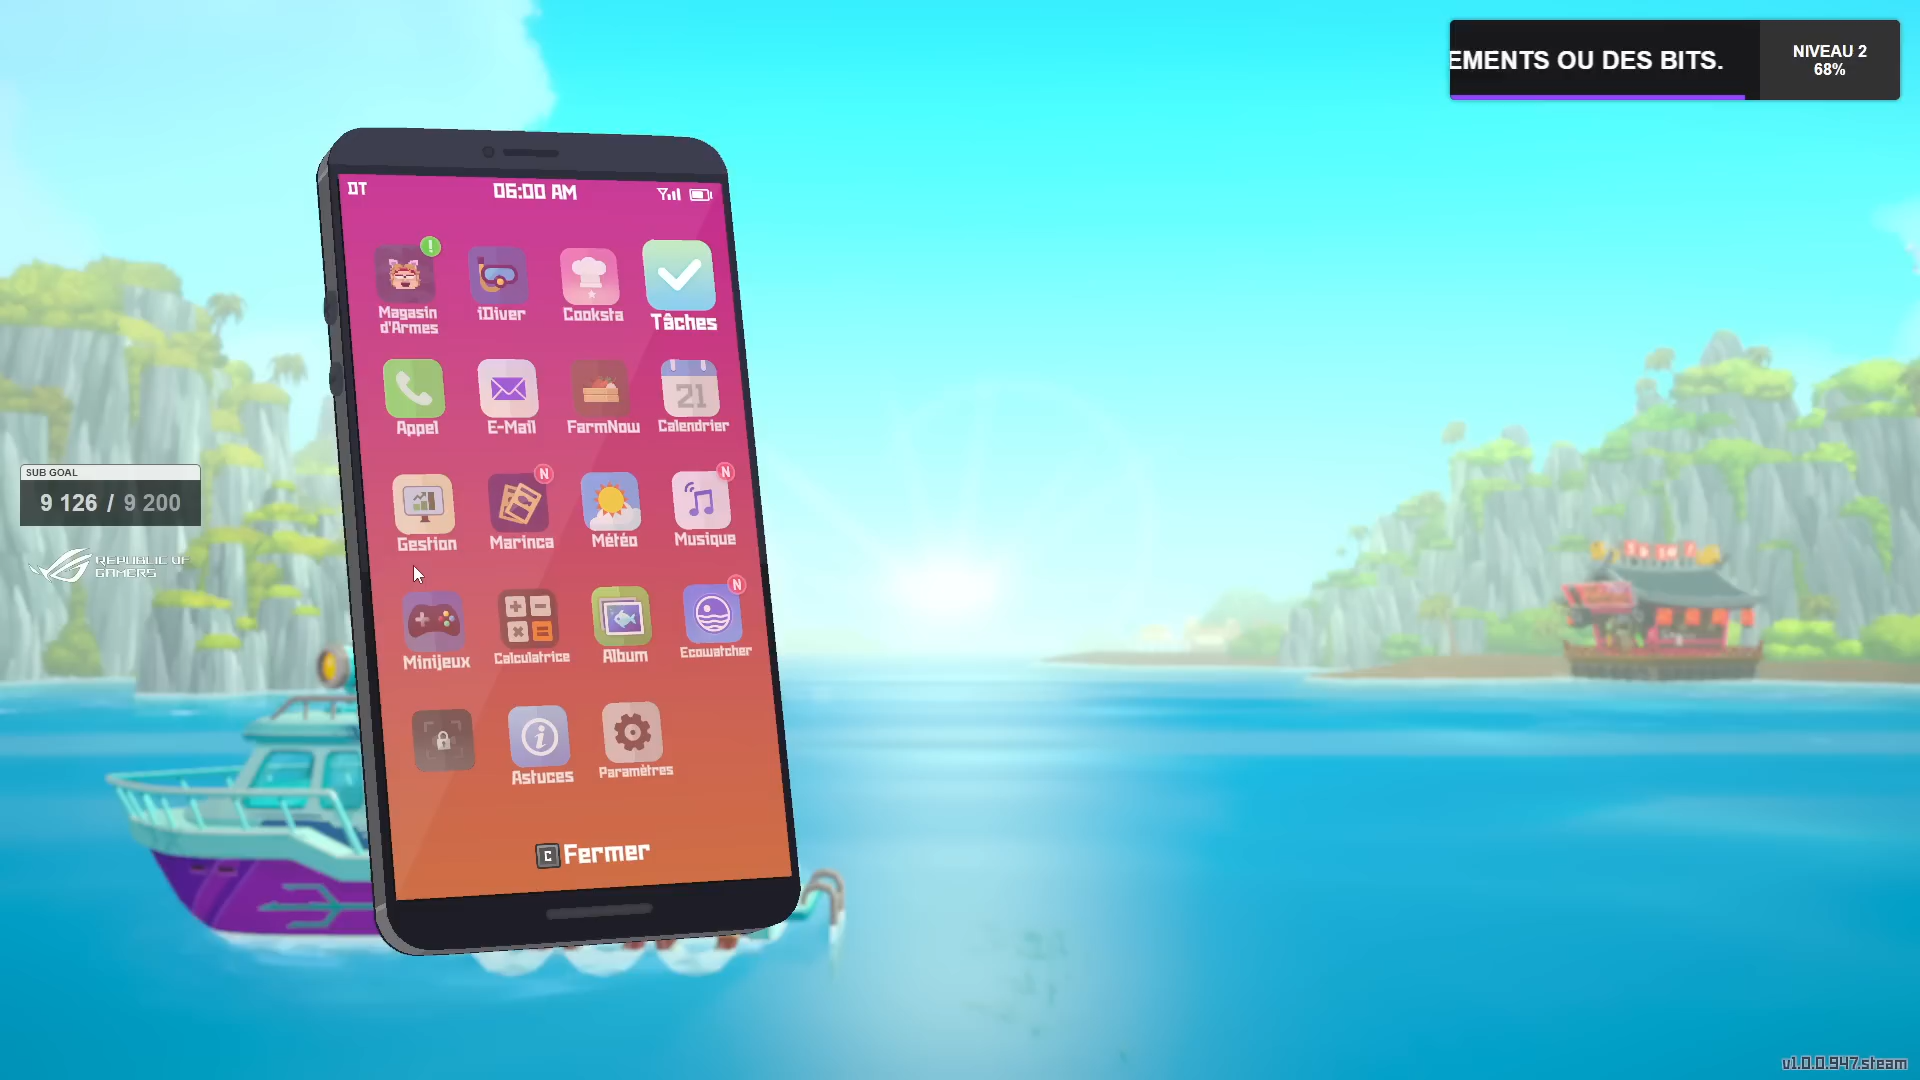 EMENTS OU DES BITS.
NIVEAU 2
68%
DT
06:00 AM
Magasin d'Armes
iDiver
Cooksta
Tâches
Appel
E-Mail
FarmNow
21
Calendrier
Gestion
N
Marinca
Météo
N
Musique
Minijeux
Calculatrice
Album
N
Ecowatcher
Astuces
Paramètres
C Fermer
SUB GOAL
9 126 / 9 200
REPUBLIC OF
GAMERS
v1.0.0.947.steam